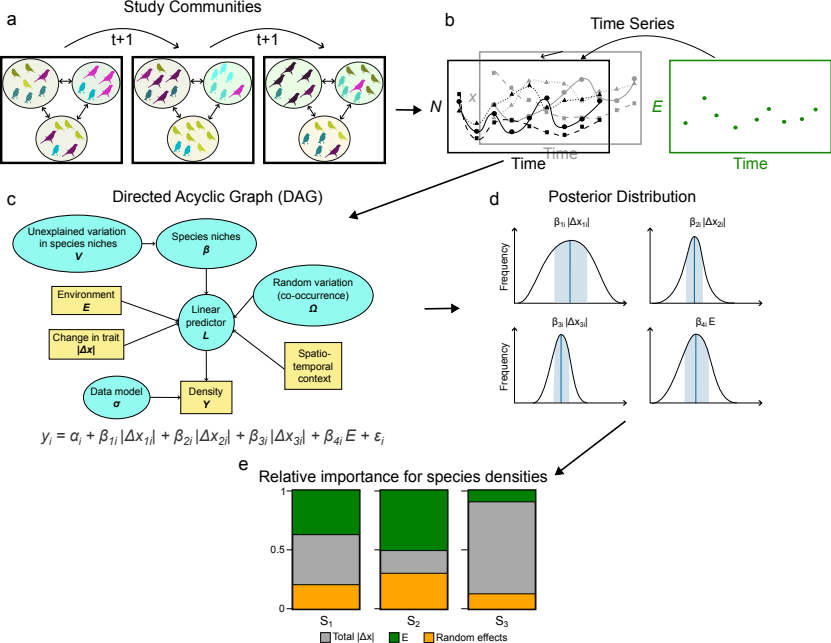 Study Communities
a
t+1
t+1
b
Time Series
N
x
Time
Time
E
Time
c
Directed Acyclic Graph (DAG)
Unexplained variation
in species niches
V
Species niches
β
Environment
E
Change in trait
|Δx|
Linear
predictor
L
Random variation
(co-occurrence)
Ω
Spatio-
temporal
context
Data model
σ
Density
Y
yᵢ = αᵢ + β₁ᵢ |Δx₁ᵢ| + β₂ᵢ |Δx₂ᵢ| + β₃ᵢ |Δx₃ᵢ| + β₄ᵢ E + εᵢ
d
Posterior Distribution
β₁ᵢ |Δx₁ᵢ|
β₂ᵢ |Δx₂ᵢ|
Frequency
β₃ᵢ |Δx₃ᵢ|
β₄ᵢ E
Frequency
e
Relative importance for species densities
1
0.5
0
S₁
S₂
S₃
Total |Δx|
E
Random effects